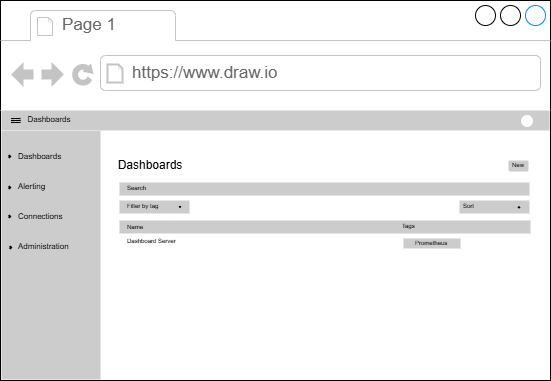 Page 1
https://www.draw.io
Dashboards
Dashboards
Alerting
Connections
Administration
Dashboards
New
Search
Filter by tag
Sort
Name Tags
Dashboard Server Prometheus